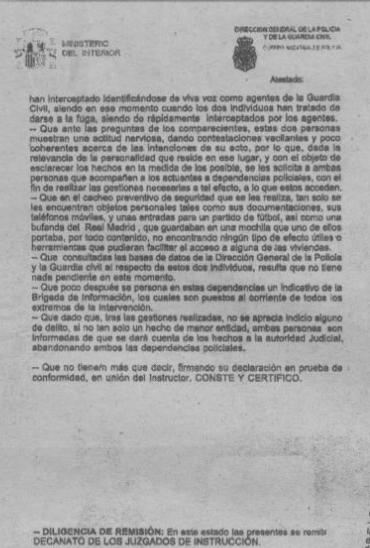 MINISTERIO
DEL INTERIOR
DIRECCION GENERAL DE LA POLICIA
Y DE LA GUARDIA CIVIL
CUERPO NACIONAL DE POLICIA
Atestado:
han interceptado identificándose de viva voz como agentes de la Guardia
Civil, siendo en ese momento cuando los dos individuos han tratado de
darse a la fuga, siendo de rápidamente interceptados por los agentes.
-- Que ante las preguntas de los comparecientes, estas dos personas
muestran una actitud nerviosa, dando contestaciones vacilantes y poco
coherentes acerca de las intenciones de su acto, por lo que, dada la
relevancia de la personalidad que reside en ese lugar, y con el objeto de
esclarecer los hechos en la medida de los posible, se les solicita a ambas
personas que acompañen a los actuantes a dependencias policiales, con el
fin de realizar las gestiones necesarias a tal efecto, a lo que estos acceden.
-- Que en el cacheo preventivo de seguridad que se les realiza, tan solo se
les encuentran objetos personales tales como sus documentaciones, sus
teléfonos móviles, y unas entradas para un partido de fútbol, así como una
bufanda del Real Madrid , que guardaban en una mochila que uno de ellos
portaba, por todo contenido, no encontrando ningún tipo de efecto útiles o
herramientas que pudieran facilitar el acceso a alguna de las viviendas.
-- Que consultadas las bases de datos de la Dirección General de la Policía
y la Guardia civil al respecto de estos dos individuos, resulta que no tiene
nada pendiente en este momento.
-- Que poco después se persona en estas dependencias un indicativo de la
Brigada de Información, los cuales son puestos al corriente de todos los
extremos de la intervención.
-- Que dado que, tras las gestiones realizadas, no se aprecia indicio alguno
de delito, si no tan solo un hecho de menor entidad, ambas personas son
informadas de que se dará cuenta de los hechos a la autoridad Judicial,
abandonando ambos las dependencias policiales.
-- Que no tienem más que decir, firmando su declaración en prueba de
conformidad, en unión del Instructor. CONSTE Y CERTIFICO.
-- DILIGENCIA DE REMISIÓN: En este estado las presentes se remite
DECANATO DE LOS JUZGADOS DE INSTRUCCIÓN.